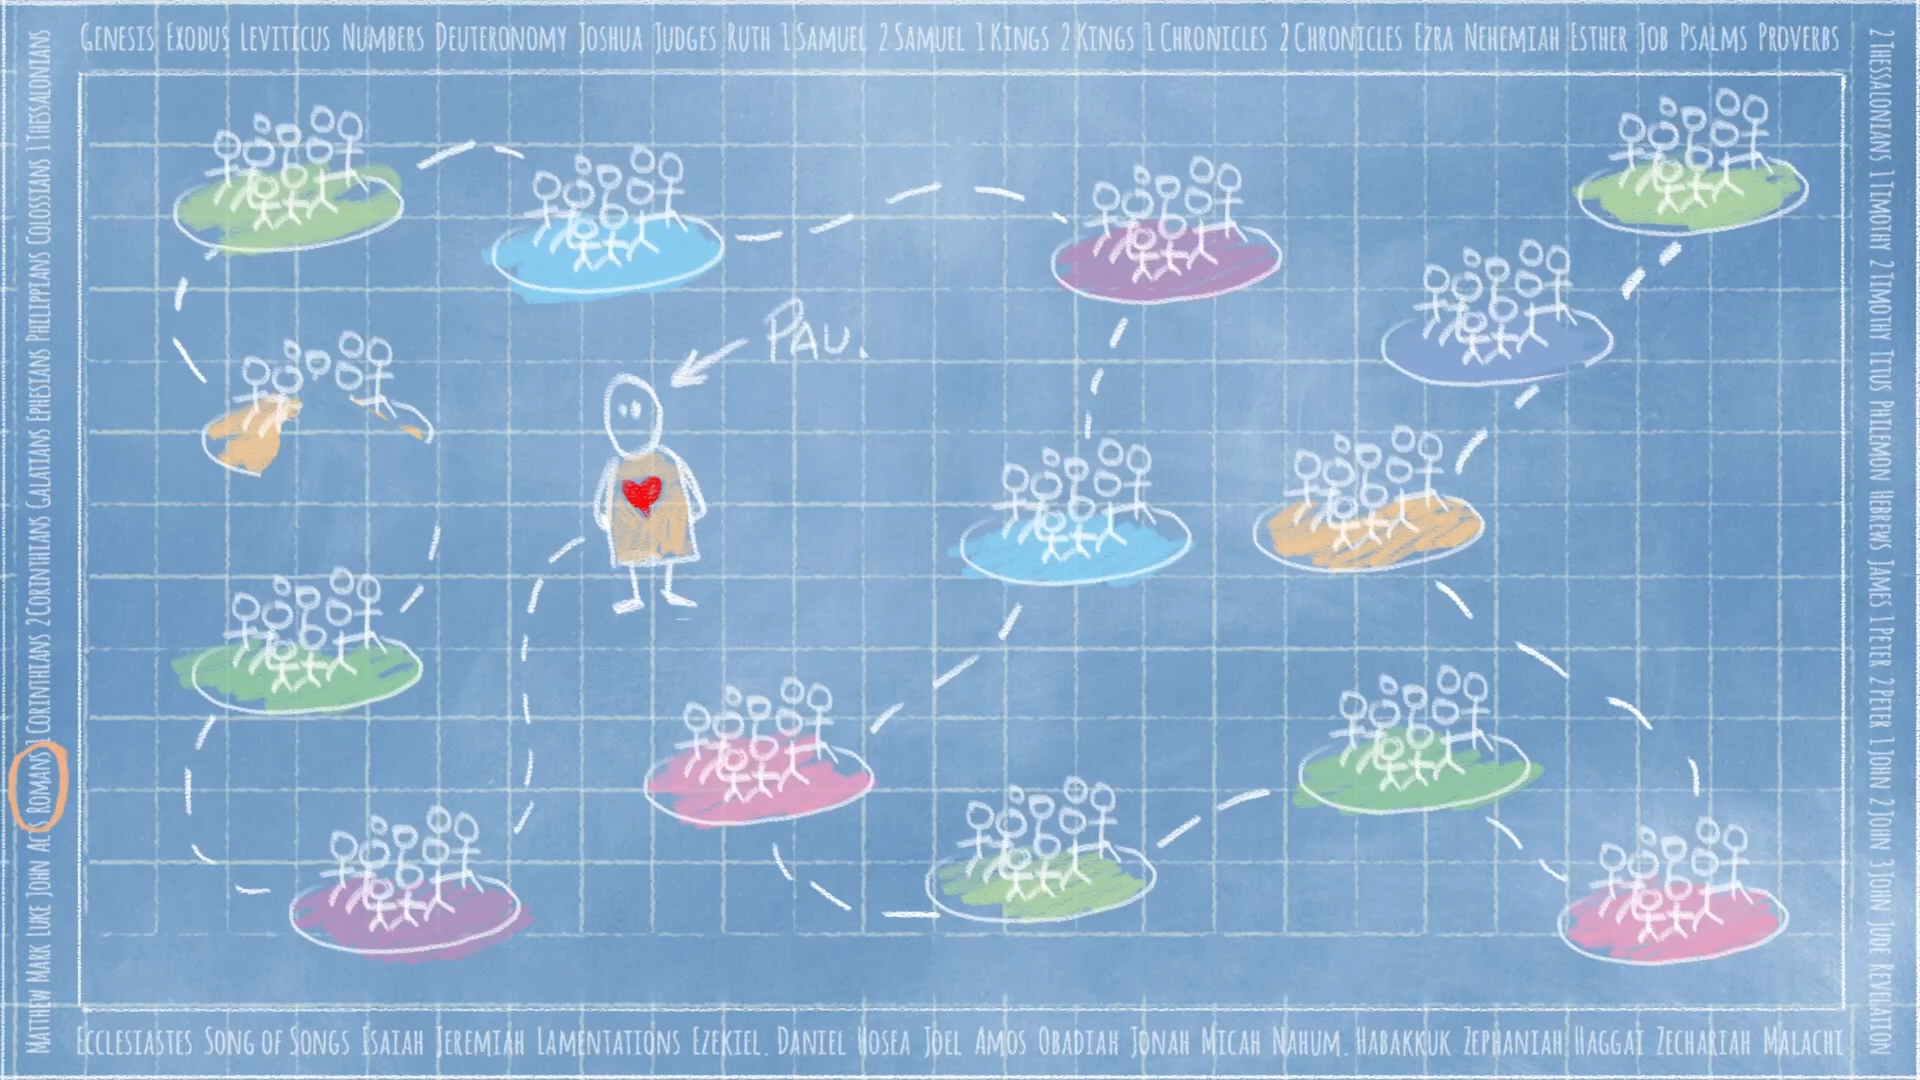 Genesis Exodus Leviticus Numbers Deuteronomy Joshua Judges Ruth 1 Samuel 2 Samuel 1 Kings 2 Kings 1 Chronicles 2 Chronicles Ezra Nehemiah Esther Job Psalms Proverbs
Pau.
Matthew Mark Luke John Ac s Romans 1 Corinthians 2 Corinthians Galatians Ephesians Philippians Colossians 1 Thessalonians
2 Thessalonians 1 Timothy 2 Timothy Titus Philemon Hebrews James 1 Peter 2 Peter 1 John 2 John 3 John Jude Revelation
Ecclesiastes Song of Songs Isaiah Jeremiah Lamentations Ezekiel. Daniel Hosea Joel Amos Obadiah Jonah Micah Nahum. Habakkuk Zephaniah Haggai Zechariah Malachi